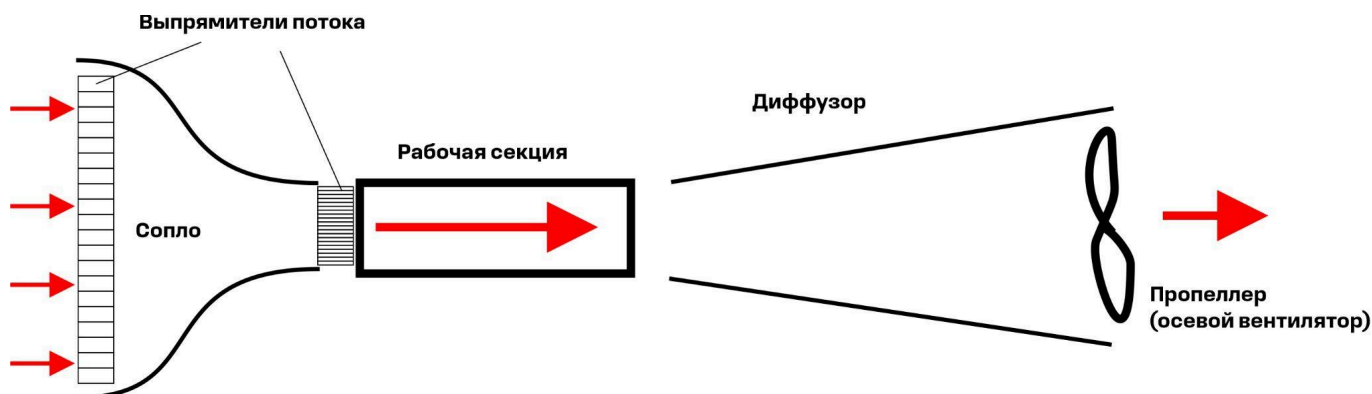 Выпрямители потока
Диффузор
Рабочая секция
Сопло
Пропеллер
(осевой вентилятор)